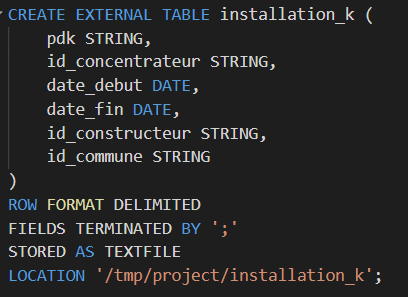 CREATE EXTERNAL TABLE installation_k (
pdk STRING,
id_concentrateur STRING,
date_debut DATE,
date_fin DATE,
id_constructeur STRING,
id_commune STRING
)
ROW FORMAT DELIMITED
FIELDS TERMINATED BY ';'
STORED AS TEXTFILE
LOCATION '/tmp/project/installation_k';